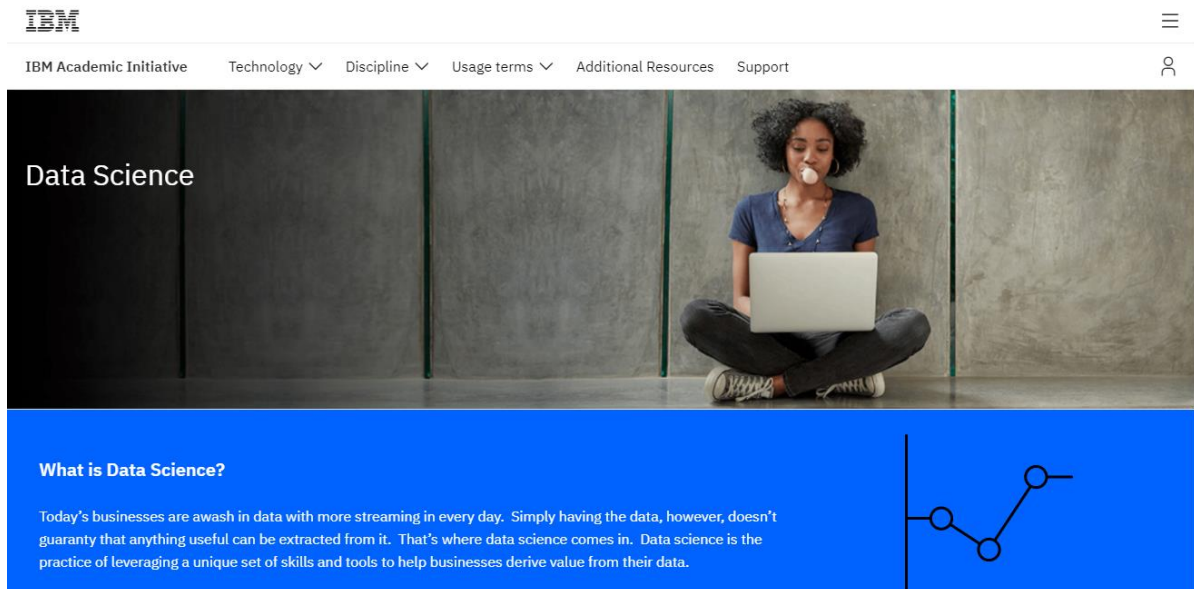 IBM
IBM Academic Initiative Technology Discipline Usage terms Additional Resources Support
Data Science
What is Data Science?
Today's businesses are awash in data with more streaming in every day. Simply having the data, however, doesn't
guaranty that anything useful can be extracted from it. That's where data science comes in. Data science is the
practice of leveraging a unique set of skills and tools to help businesses derive value from their data.